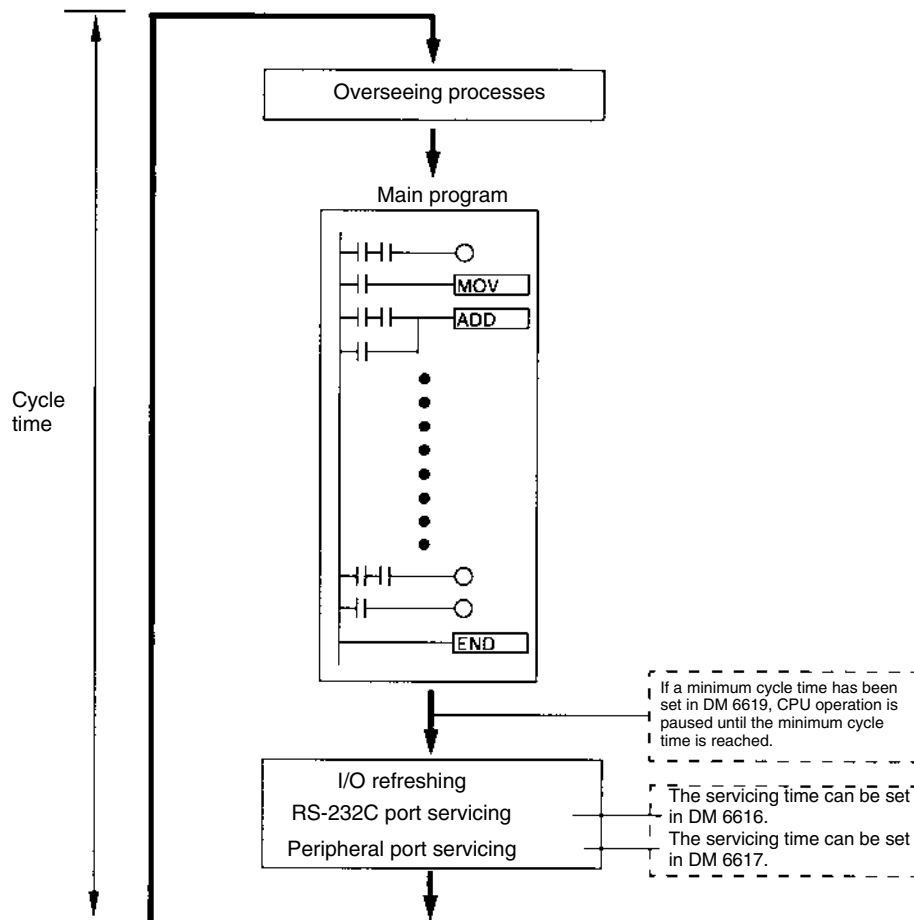 Overseeing processes
Main program
MOV
ADD
Cycle
time
END
If a minimum cycle time has been
set in DM 6619, CPU operation is
paused until the minimum cycle
time is reached.
I/O refreshing
RS-232C port servicing
Peripheral port servicing
The servicing time can be set
in DM 6616.
The servicing time can be set
in DM 6617.